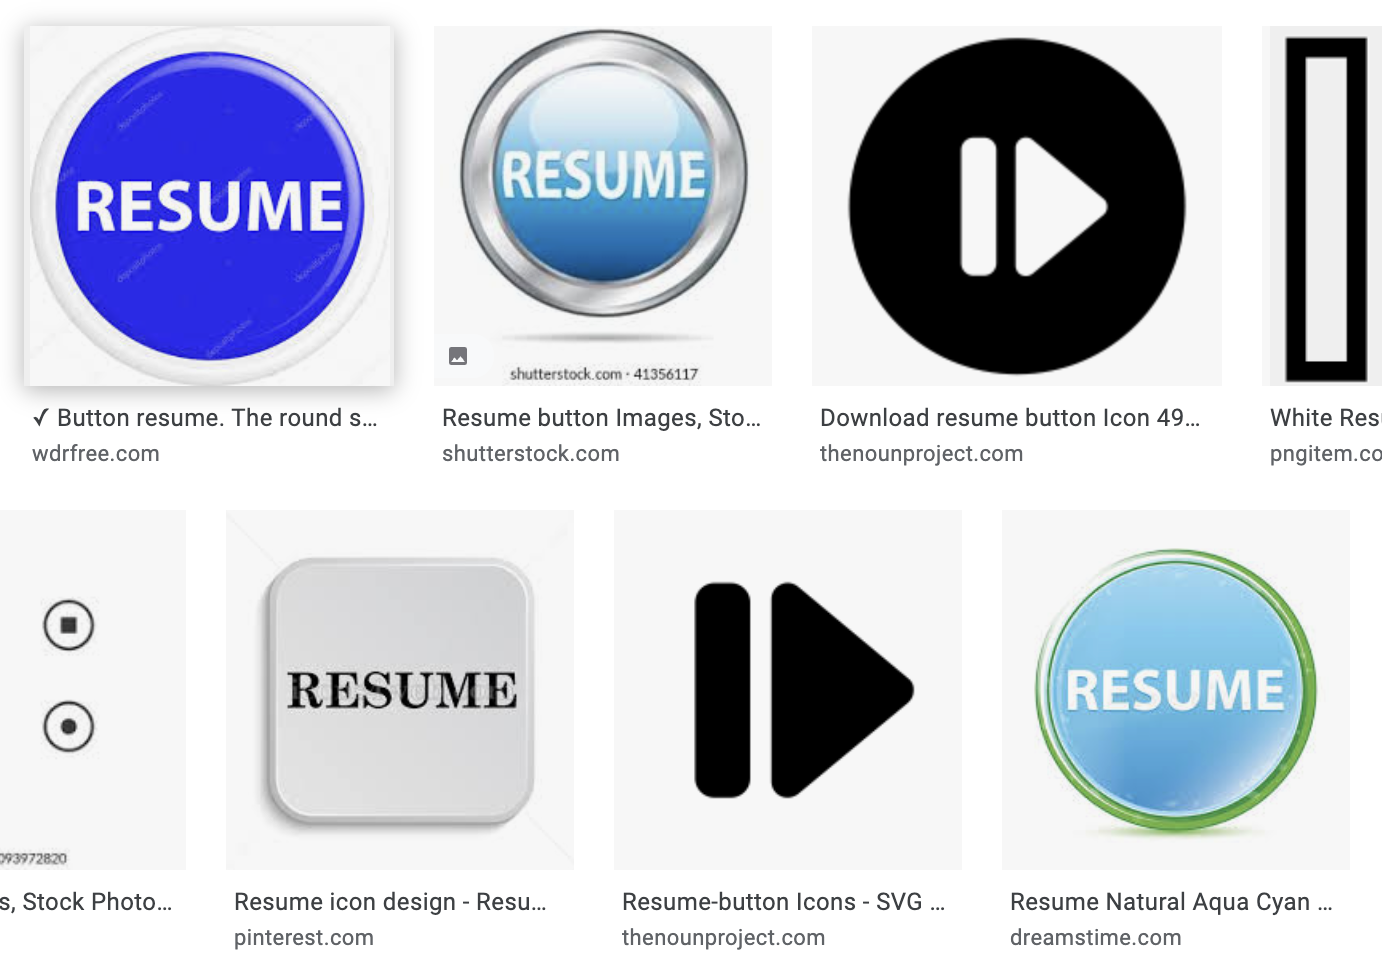 RESUME
RESUME
shutterstock.com · 41356117
✓ Button resume. The round s...
Resume button Images, Sto...
Download resume button Icon 49...
White Res
wdrfree.com
shutterstock.com
thenounproject.com
pngitem.co
RESUME
RESUME
093972820
s, Stock Photo...
Resume icon design - Resu...
Resume-button Icons - SVG ...
Resume Natural Aqua Cyan ...
pinterest.com
thenounproject.com
dreamstime.com